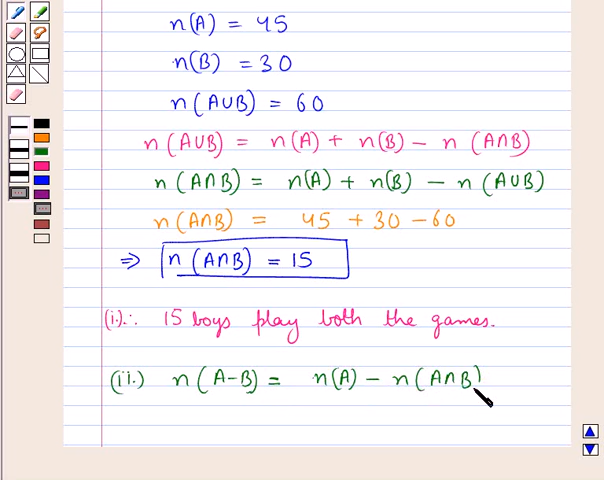 n(A) = 45
n(B) = 30
n(A∪B) = 60
n(A∪B) = n(A) + n(B) - n(A∩B)
n(A∩B) = n(A) + n(B) - n(A∪B)
n(A∩B) = 45 + 30 - 60
⇒ n(A∩B) = 15
(i).∴ 15 boys play both the games.
(ii.) n(A-B) = n(A) - n(A∩B)